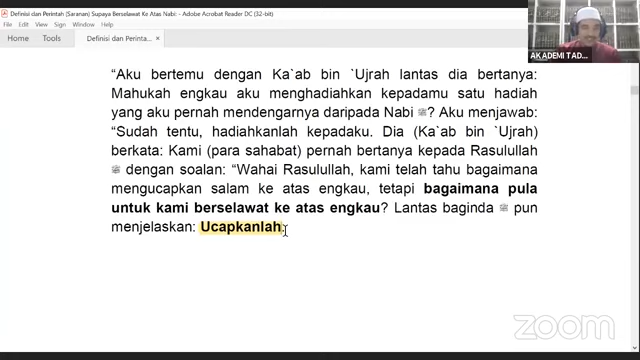 Definisi dan Perintah (Saranan) Supaya Berselawat Ke Atas Nabi: - Adobe Acrobat Reader DC (32-bit)
File Edit View Sign Window Help
Home Tools Definisi dan Perinta... ×
AKADEMI TAD...
“Aku bertemu dengan Ka`ab bin `Ujrah lantas dia bertanya:
Mahukah engkau aku menghadiahkan kepadamu satu hadiah
yang aku pernah mendengarnya daripada Nabi ﷺ? Aku menjawab:
“Sudah tentu, hadiahkanlah kepadaku. Dia (Ka`ab bin `Ujrah)
berkata: Kami (para sahabat) pernah bertanya kepada Rasulullah
ﷺ dengan soalan: “Wahai Rasulullah, kami telah tahu bagaimana
mengucapkan salam ke atas engkau, tetapi bagaimana pula
untuk kami berselawat ke atas engkau? Lantas baginda ﷺ pun
menjelaskan: Ucapkanlah:
zoom